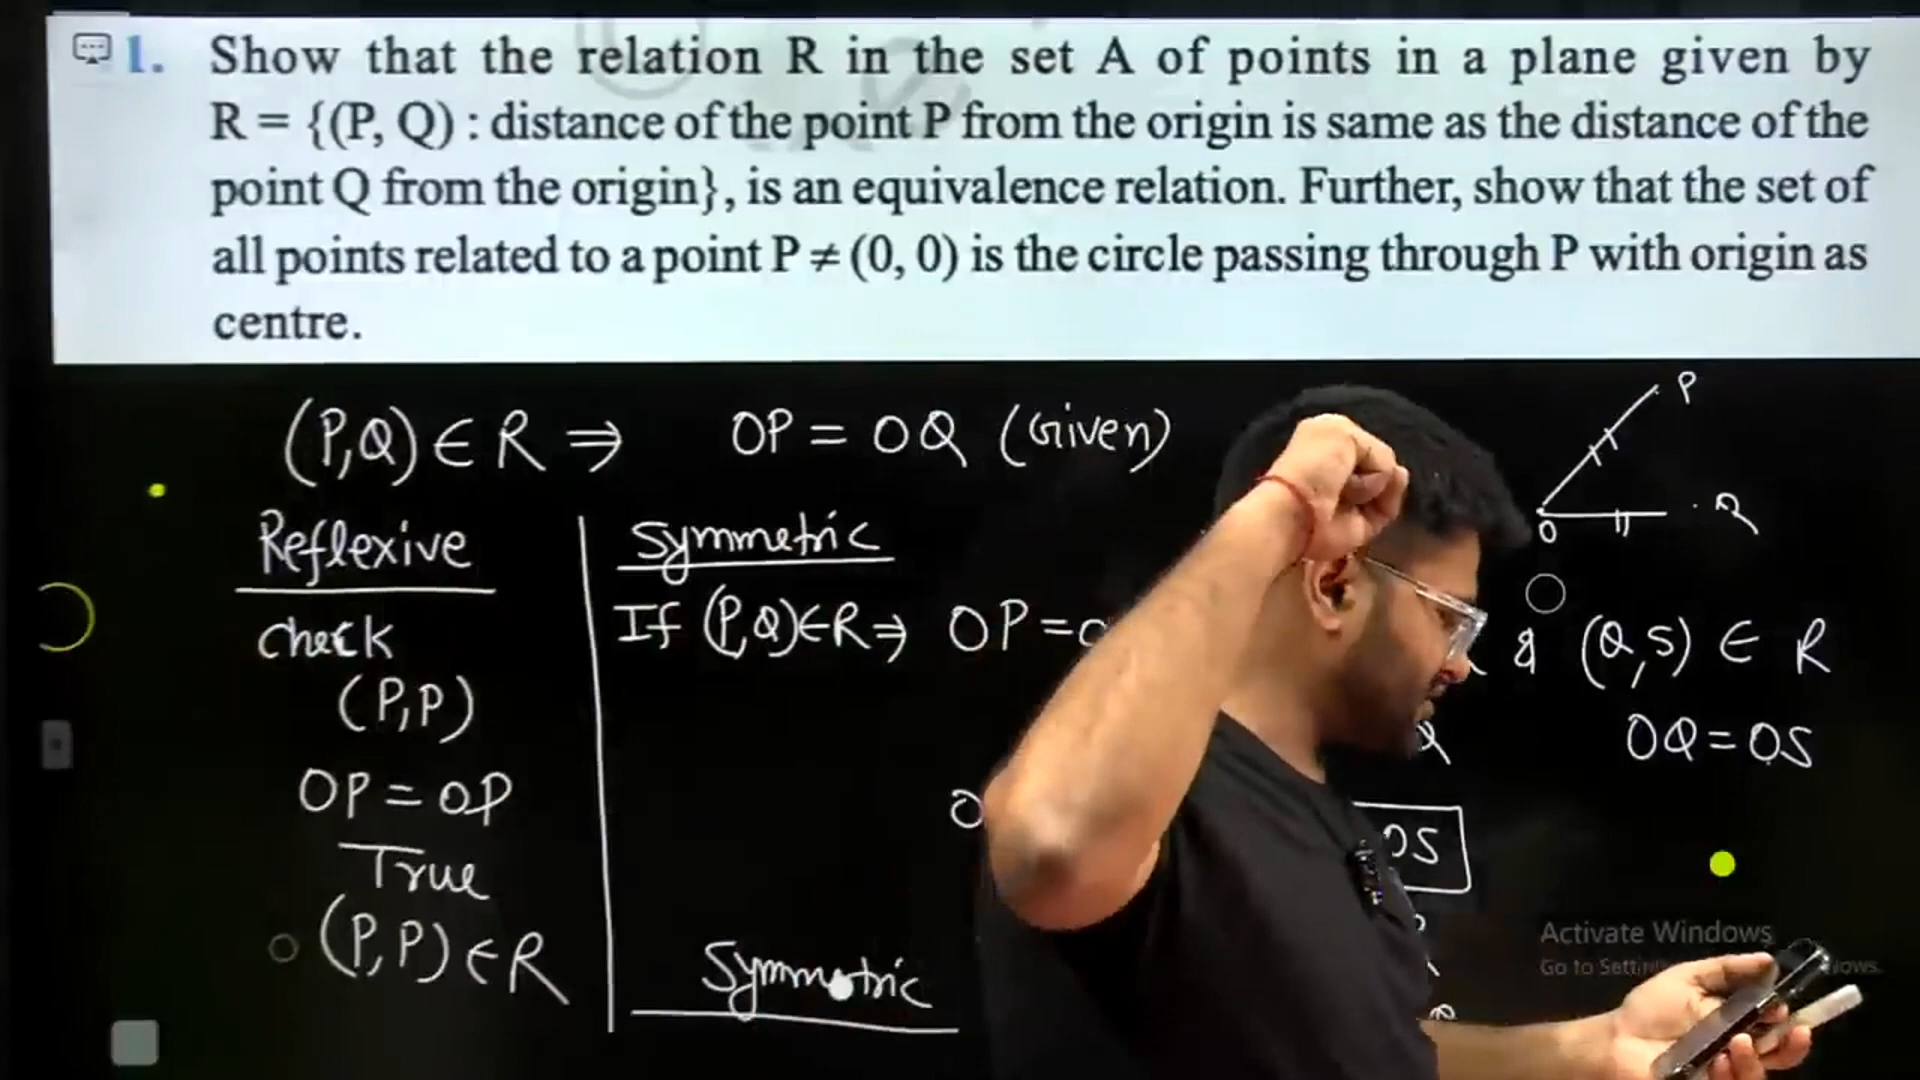 1. Show that the relation R in the set A of points in a plane given by
R = {(P, Q) : distance of the point P from the origin is same as the distance of the
point Q from the origin}, is an equivalence relation. Further, show that the set of
all points related to a point P ≠ (0, 0) is the circle passing through P with origin as
centre.
(P,Q) ∈ R ⇒ OP = OQ (Given)
P
O
Q
Reflexive
check
(P,P)
OP = OP
True
(P,P) ∈ R
Symmetric
If (P,Q) ∈ R ⇒ OP =
Symmetric
& (Q,S) ∈ R
OQ = OS
OS
Activate Windows
Go to